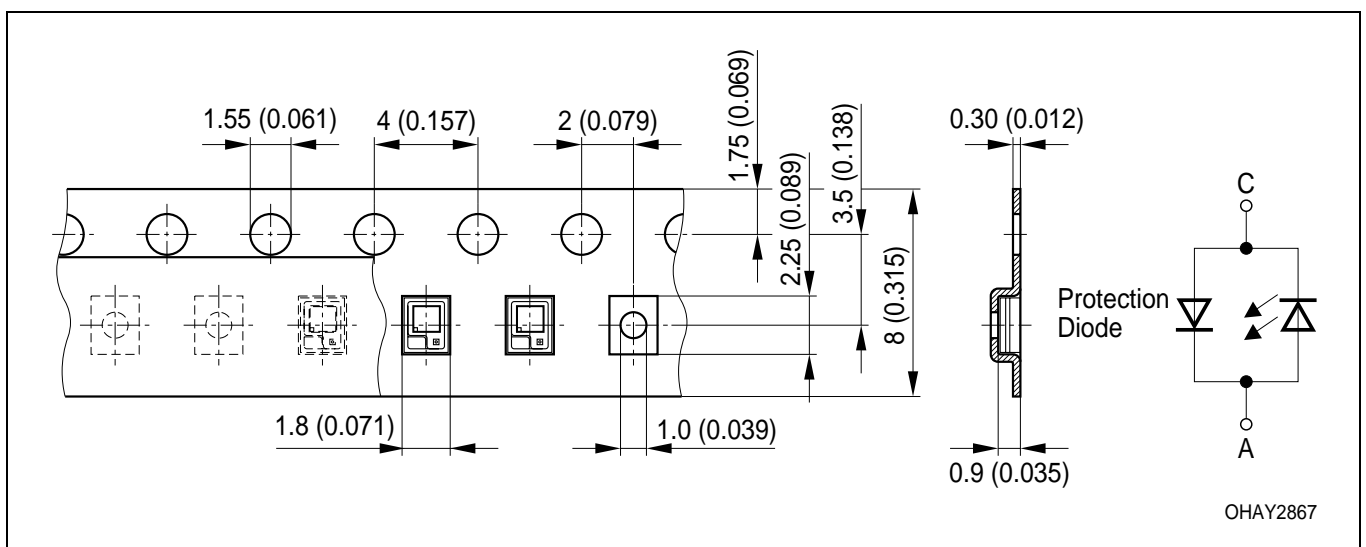 1.55 (0.061)
4 (0.157)
2 (0.079)
1.75 (0.069)
3.5 (0.138)
2.25 (0.089)
8 (0.315)
1.8 (0.071)
1.0 (0.039)
0.30 (0.012)
0.9 (0.035)
C
Protection
Diode
A
OHAY2867